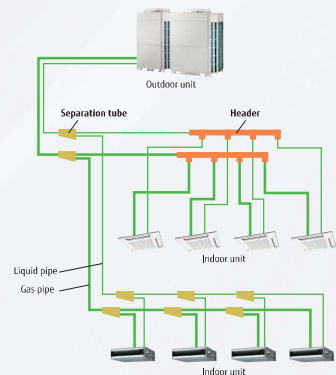 Outdoor unit
Separation tube
Header
Indoor unit
Liquid pipe
Gas pipe
Indoor unit